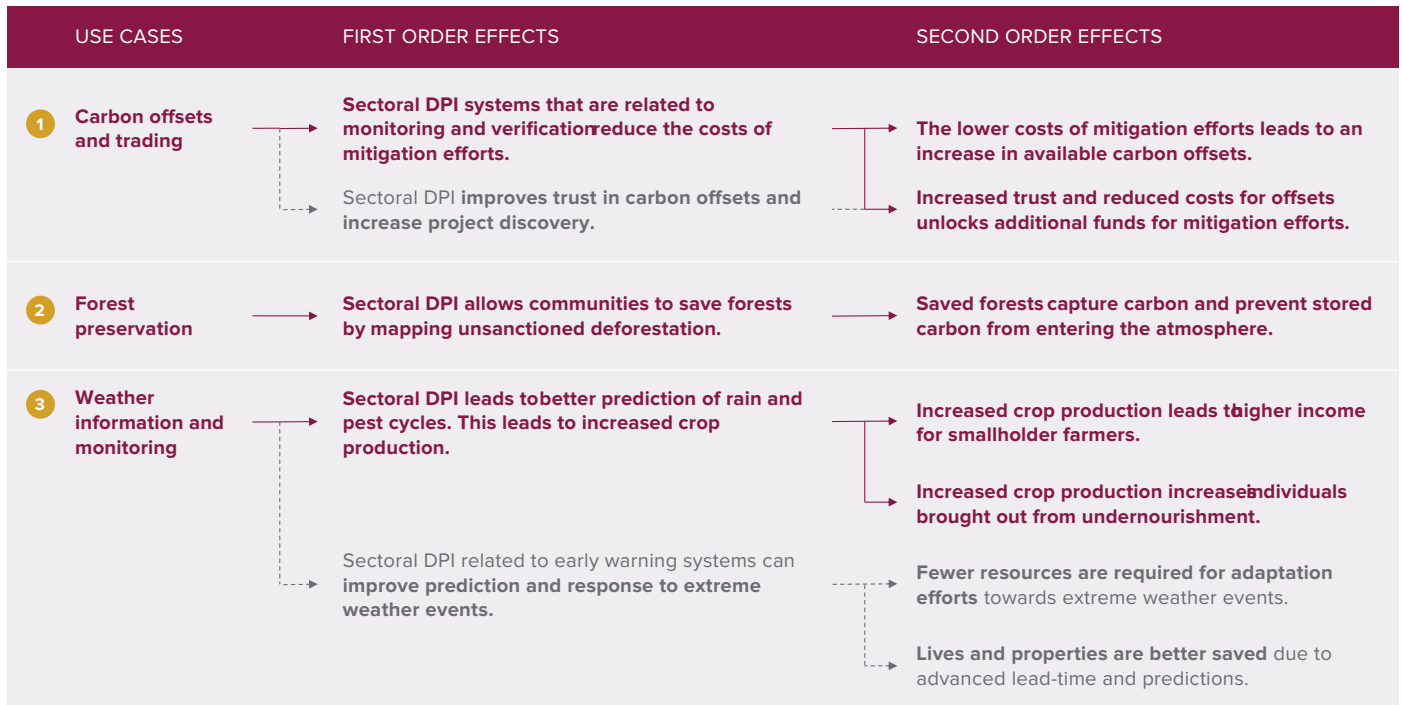 USE CASES
FIRST ORDER EFFECTS
SECOND ORDER EFFECTS
1
Carbon offsets
and trading
Sectoral DPI systems that are related to
monitoring and verification reduce the costs of
mitigation efforts.
Sectoral DPI improves trust in carbon offsets and
increase project discovery.
The lower costs of mitigation efforts leads to an
increase in available carbon offsets.
Increased trust and reduced costs for offsets
unlocks additional funds for mitigation efforts.
2
Forest
preservation
Sectoral DPI allows communities to save forests
by mapping unsanctioned deforestation.
Saved forests capture carbon and prevent stored
carbon from entering the atmosphere.
3
Weather
information and
monitoring
Sectoral DPI leads to better prediction of rain and
pest cycles. This leads to increased crop
production.
Increased crop production leads to higher income
for smallholder farmers.
Increased crop production increases individuals
brought out from undernourishment.
Sectoral DPI related to early warning systems can
improve prediction and response to extreme
weather events.
Fewer resources are required for adaptation
efforts towards extreme weather events.
Lives and properties are better saved due to
advanced lead-time and predictions.